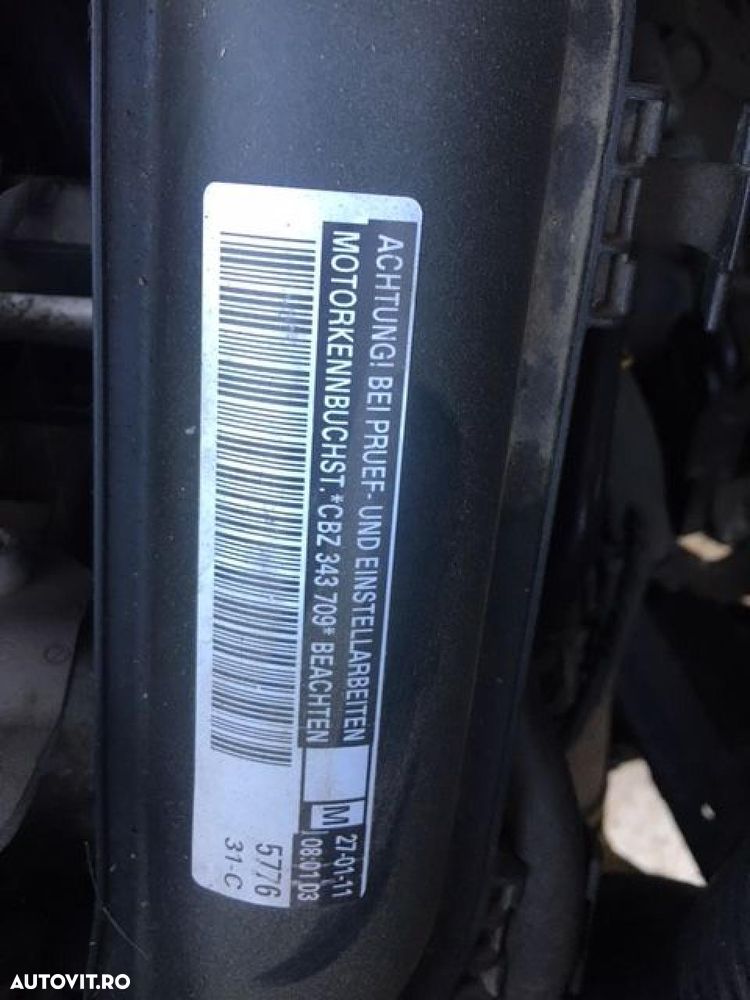 ACHTUNG! BEI PRUEF- UND EINSTELLARBEITEN
MOTORKENNBUCHST.*CBZ 343 709* BEACHTEN
M
27-01-11
08:01 03
5776
31-C
AUTOVIT.RO